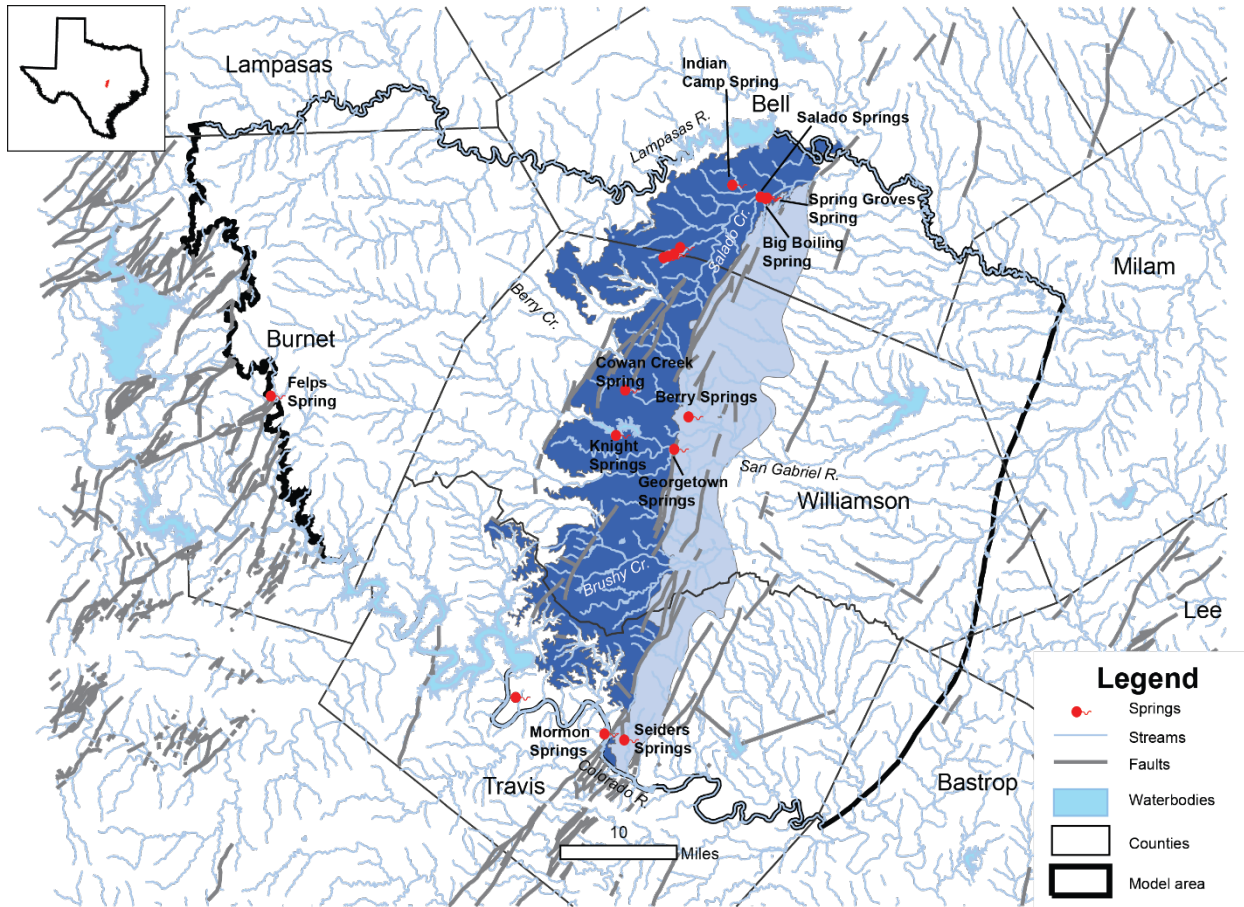 Lampasas
Indian
Camp Spring
Bell
Salado Springs
Lampasas R.
Spring Groves
Spring
Salado Cr.
Big Boiling
Spring
Milam
Berry Cr.
Burnet
Cowan Creek
Spring
Felps
Spring
Berry Springs
Knight
Springs
San Gabriel R.
Georgetown
Springs
Williamson
Brushy Cr.
Lee
Mormon
Springs
Seiders
Springs
Travis
Colorado R.
Bastrop
10
Miles
Legend
Springs
Streams
Faults
Waterbodies
Counties
Model area